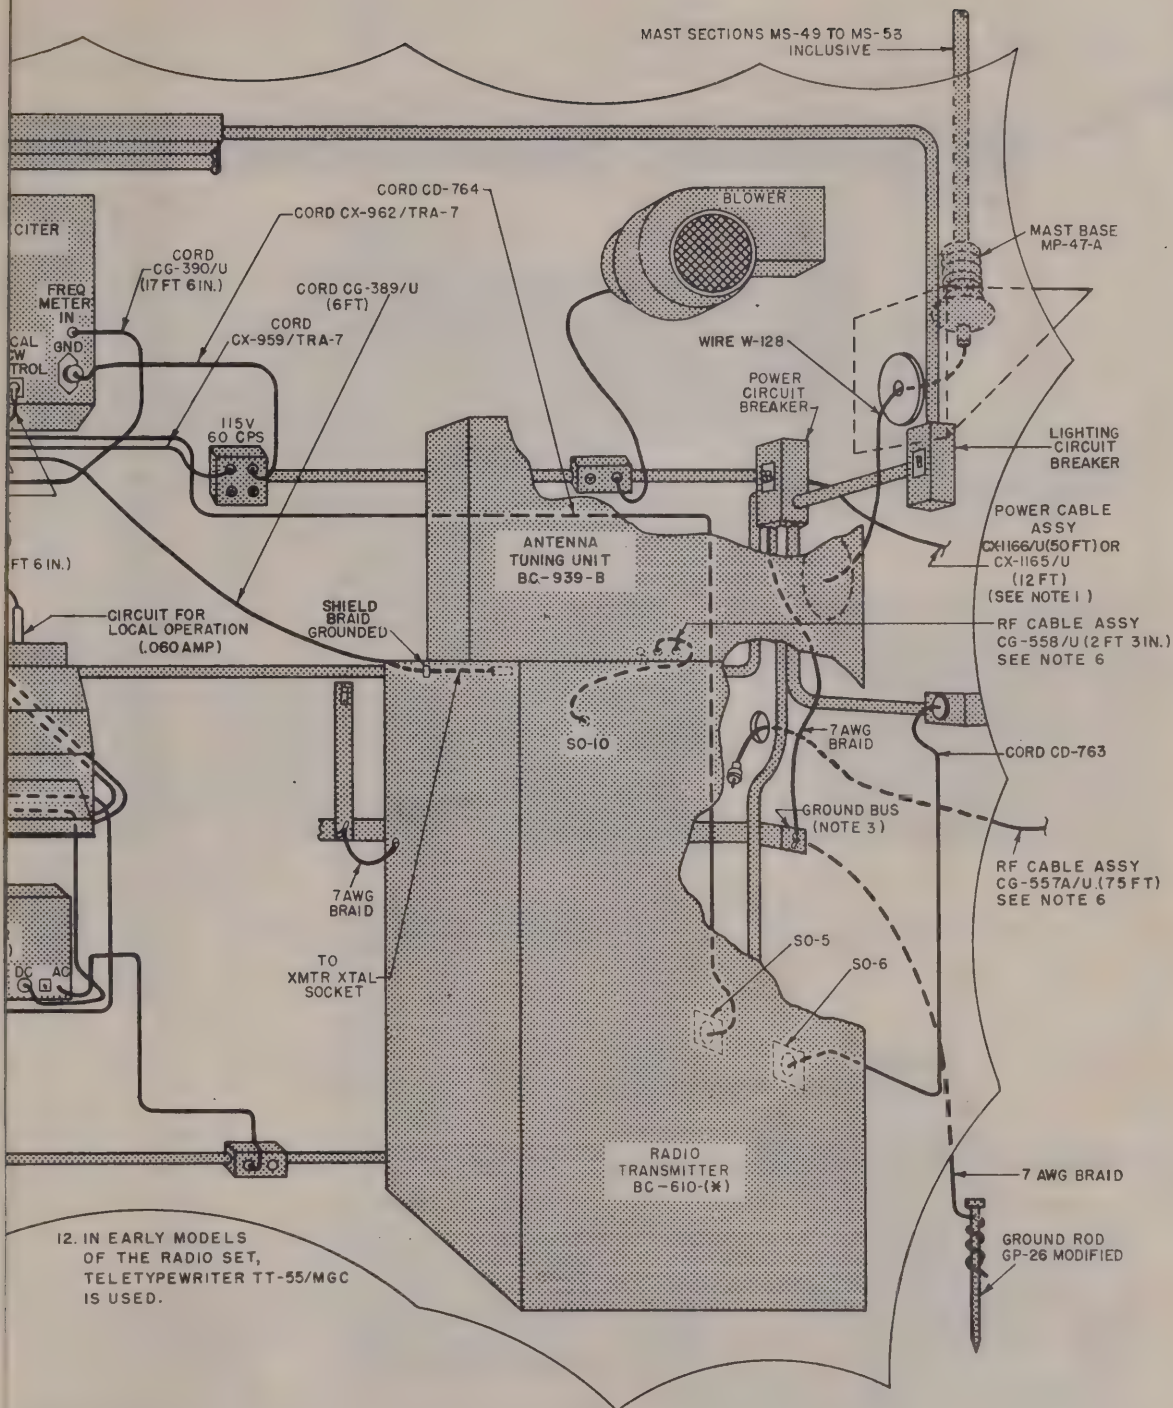 MAST SECTIONS MS-49 TO MS-53
INCLUSIVE
CORD CD-764
CORD CX-962/TRA-7
BLOWER
CITER
CORD
CG-390/U
(17 FT 6 IN.)
CORD CG-389/U
(6 FT)
MAST BASE
MP-47-A
FREQ
METER
IN
GND
CAL
CW
TROL
CORD
CX-959/TRA-7
WIRE W-128
POWER
CIRCUIT
BREAKER
115V
60 CPS
LIGHTING
CIRCUIT
BREAKER
ANTENNA
TUNING UNIT
BC-939-B
POWER CABLE
ASSY
CX-1166/U (50 FT) OR
CX-1165/U
(12 FT)
(SEE NOTE 1)
FT 6 IN.)
CIRCUIT FOR
LOCAL OPERATION
(.060 AMP)
SHIELD
BRAID
GROUNDED
RF CABLE ASSY
CG-558/U (2 FT 3 IN.)
SEE NOTE 6
SO-10
7 AWG
BRAID
CORD CD-763
GROUND BUS
(NOTE 3)
7 AWG
BRAID
RF CABLE ASSY
CG-557A/U. (75 FT)
SEE NOTE 6
TO
XMTR XTAL
SOCKET
SO-5
SO-6
DC AC
RADIO
TRANSMITTER
BC-610-(*)
7 AWG BRAID
12. IN EARLY MODELS
OF THE RADIO SET,
TELETYPEWRITER TT-55/MGC
IS USED.
GROUND ROD
GP-26 MODIFIED